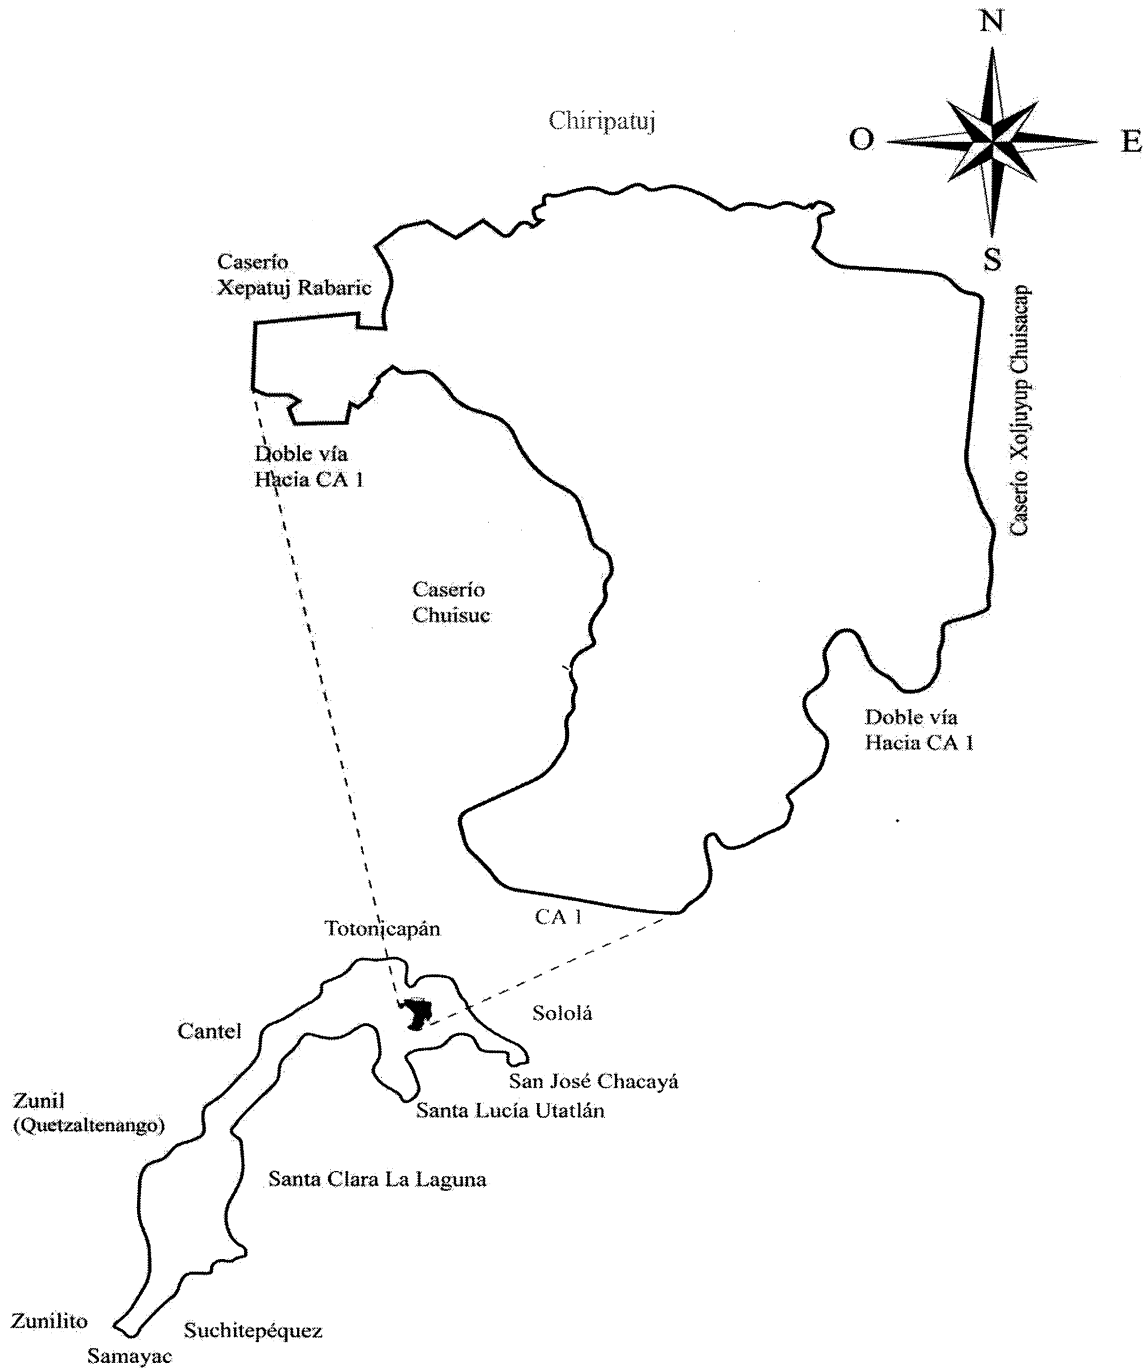 N
Chiripatuj
O
E
S
Caserío
Xepatuj Rabaric
Caserío Xoljuyup Chuisacap
Doble vía
Hacia CA 1
Caserío
Chuisuc
Doble vía
Hacia CA 1
CA 1
Totonicapán
Sololá
Cantel
San José Chacayá
Zunil
(Quetzaltenango)
Santa Lucía Utatlán
Santa Clara La Laguna
Zunilito
Suchitepéquez
Samayac